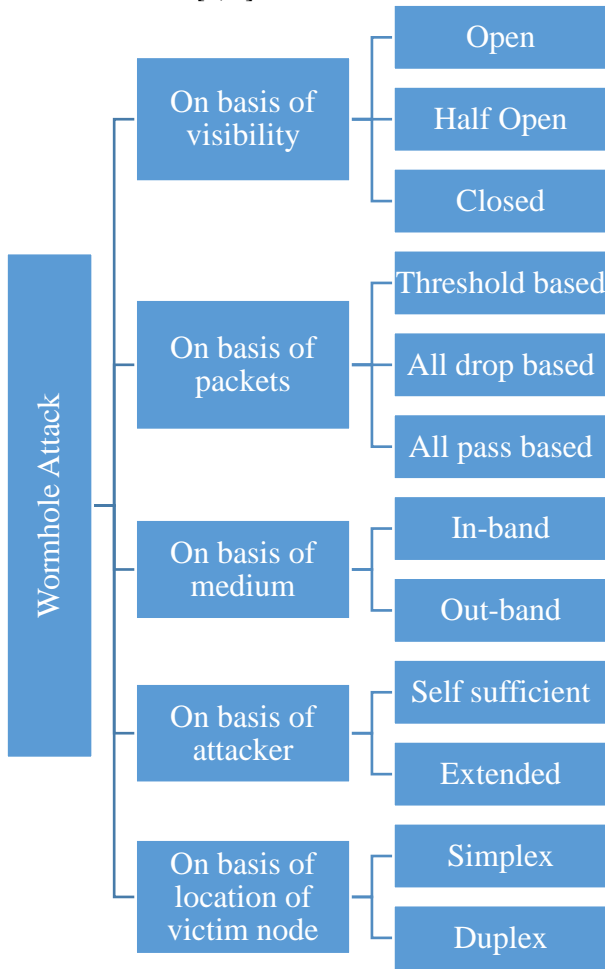 Wormhole Attack
On basis of
visibility
Open
Half Open
Closed
On basis of
packets
Threshold based
All drop based
All pass based
On basis of
medium
In-band
Out-band
On basis of
attacker
Self sufficient
Extended
On basis of
location of
victim node
Simplex
Duplex